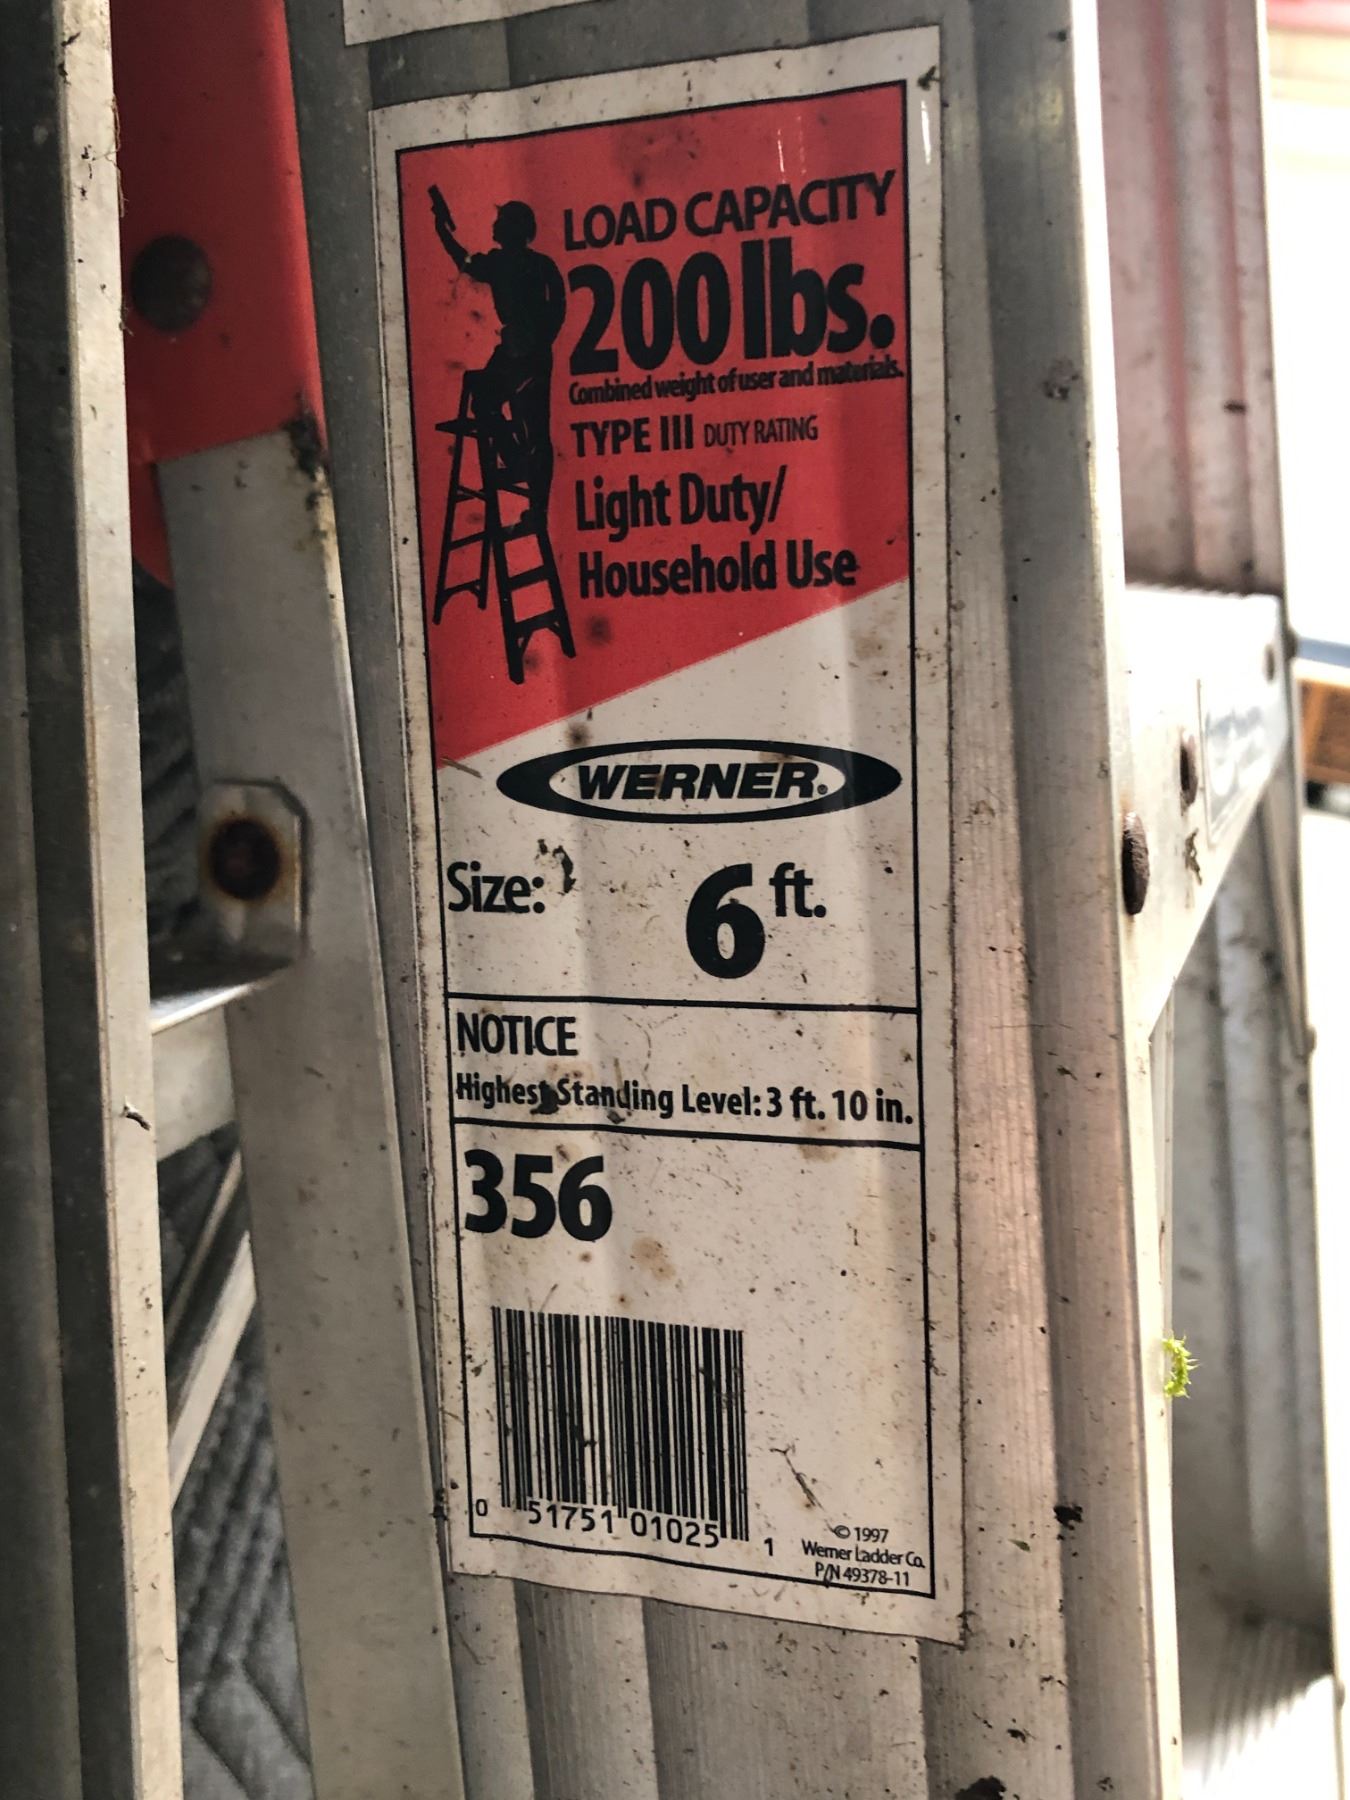 LOAD CAPACITY
200 lbs.
Combined weight of user and materials.
TYPE III DUTY RATING
Light Duty/
Household Use
WERNER®
Size: 6 ft.
NOTICE
Highest Standing Level: 3 ft. 10 in.
356
0 51751 01025 1
© 1997
Werner Ladder Co.
P/N 49378-11